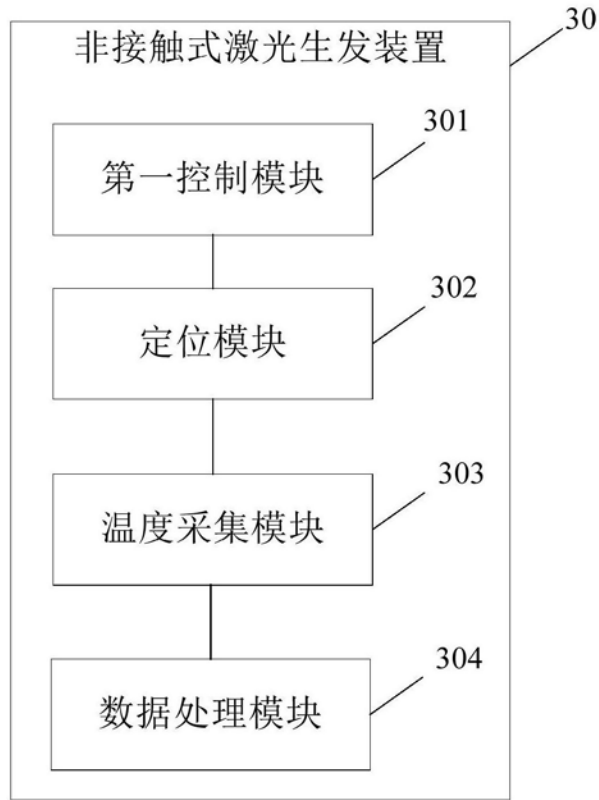 30
非接触式激光生发装置
301
第一控制模块
302
定位模块
303
温度采集模块
304
数据处理模块